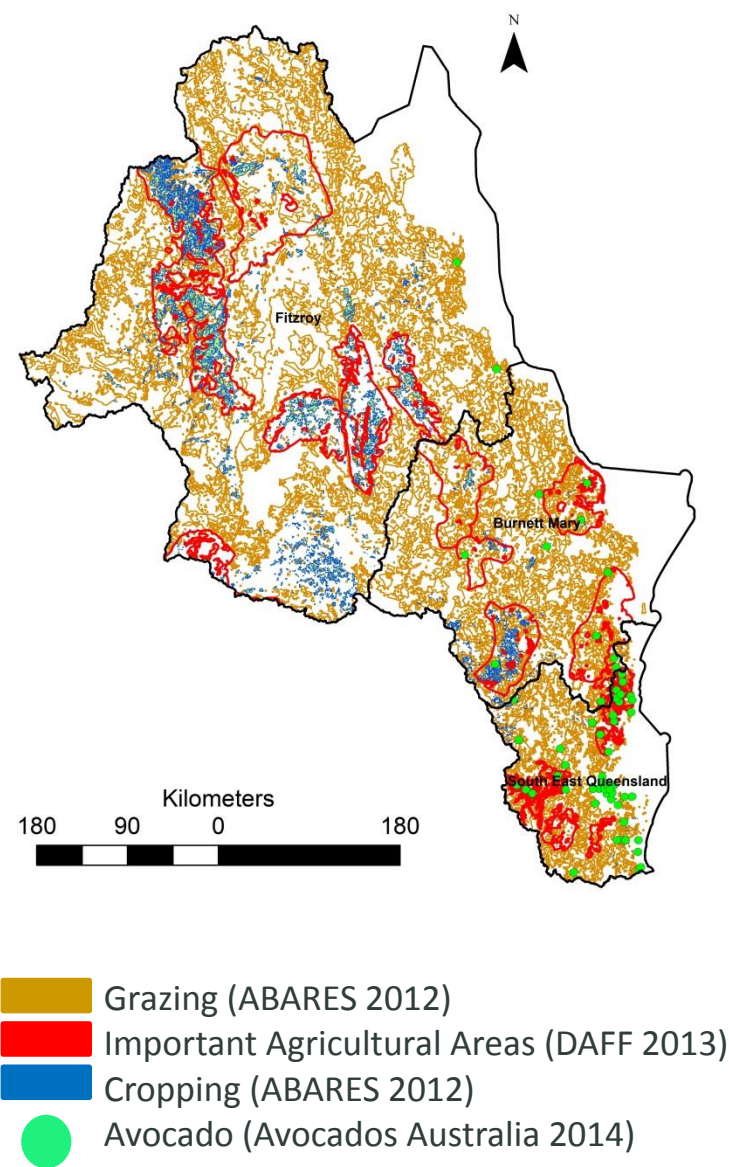 N
Fitzroy
Burnett Mary
South East Queensland
Kilometers
180 90 0 180
Grazing (ABARES 2012)
Important Agricultural Areas (DAFF 2013)
Cropping (ABARES 2012)
Avocado (Avocados Australia 2014)